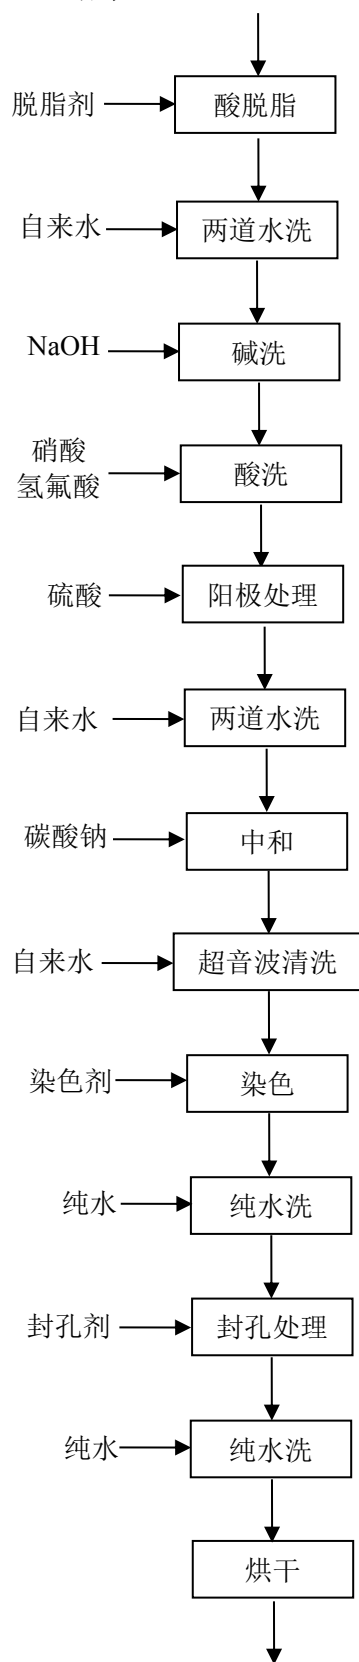 脱脂剂
酸脱脂
自来水
两道水洗
NaOH
碱洗
硝酸
氢氟酸
酸洗
硫酸
阳极处理
自来水
两道水洗
碳酸钠
中和
自来水
超音波清洗
染色剂
染色
纯水
纯水洗
封孔剂
封孔处理
纯水
纯水洗
烘干